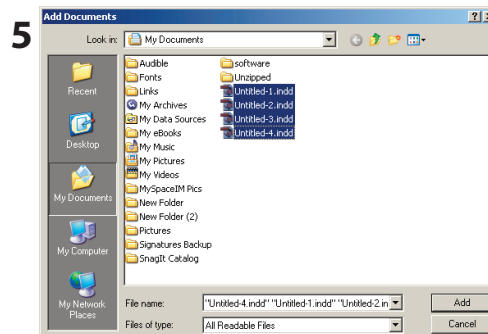 5
Add Documents
Look in: My Documents
Recent
Desktop
My Documents
My Computer
My Network
Places
Audible
Fonts
Links
My Archives
My Data Sources
My eBooks
My Music
My Pictures
My Videos
MySpaceIM Pics
New Folder
New Folder (2)
Pictures
Signatures Backup
SnagIt Catalog
software
Unzipped
Untitled-1.indd
Untitled-2.indd
Untitled-3.indd
Untitled-4.indd
File name: "Untitled-4.indd" "Untitled-1.indd" "Untitled-2.in Add
Files of type: All Readable Files Cancel